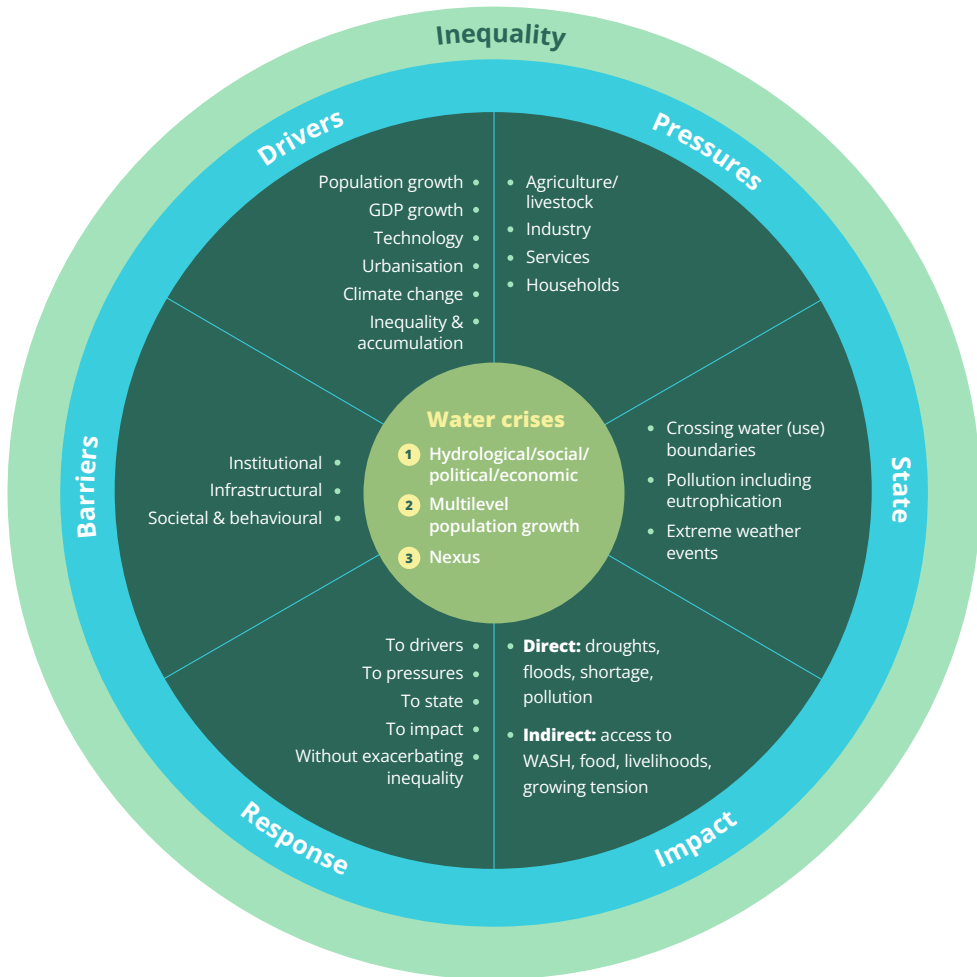 Inequality
Drivers
Population growth
GDP growth
Technology
Urbanisation
Climate change
Inequality &
accumulation
Pressures
Agriculture/
livestock
Industry
Services
Households
State
Crossing water (use)
boundaries
Pollution including
eutrophication
Extreme weather
events
Impact
Direct: droughts,
floods, shortage,
pollution
Indirect: access to
WASH, food, livelihoods,
growing tension
Response
To drivers
To pressures
To state
To impact
Without exacerbating
inequality
Barriers
Institutional
Infrastructural
Societal & behavioural
Water crises
1 Hydrological/social/
political/economic
2 Multilevel
population growth
3 Nexus